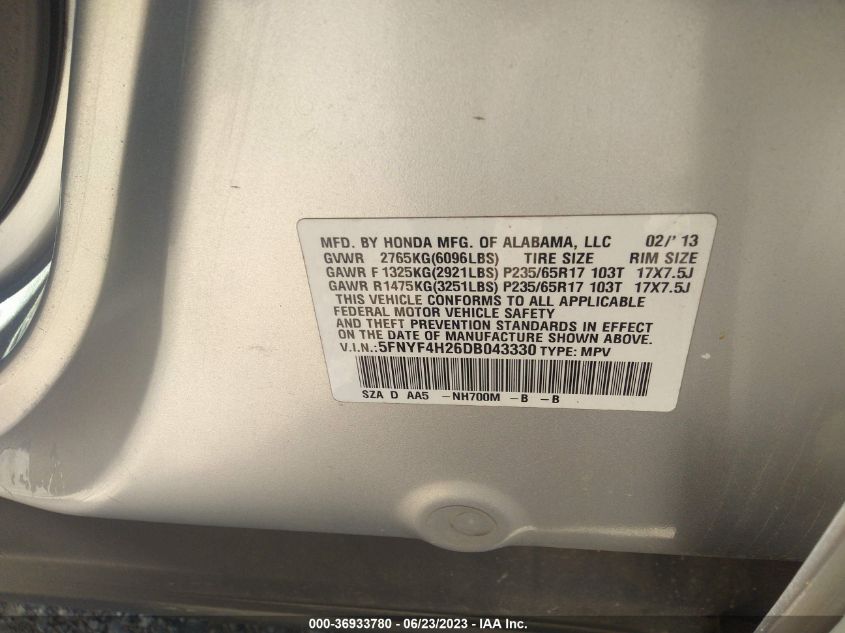 MFD. BY HONDA MFG. OF ALABAMA, LLC 02/' 13
GVWR 2765KG(6096LBS) TIRE SIZE RIM SIZE
GAWR F 1325KG(2921LBS) P235/65R17 103T 17X7.5J
GAWR R1475KG(3251LBS) P235/65R17 103T 17X7.5J
THIS VEHICLE CONFORMS TO ALL APPLICABLE
FEDERAL MOTOR VEHICLE SAFETY
AND THEFT PREVENTION STANDARDS IN EFFECT
ON THE DATE OF MANUFACTURE SHOWN ABOVE.
V.I.N.:5FNYF4H26DB043330 TYPE: MPV
SZA D AA5 -NH700M -B -B
000-36933780 - 06/23/2023 - IAA Inc.